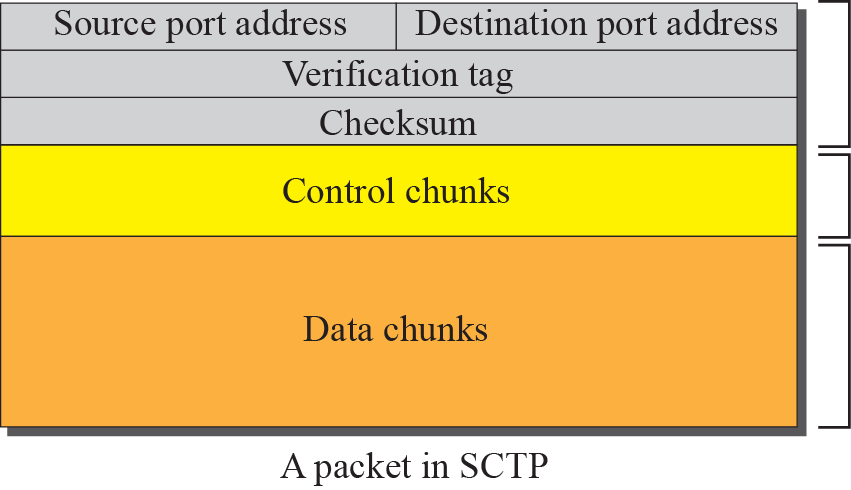 Source port address Destination port address
Verification tag
Checksum
Control chunks
Data chunks
A packet in SCTP